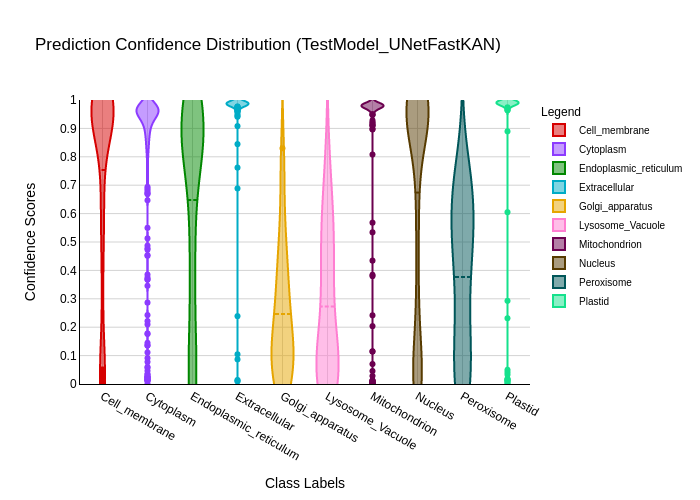 Prediction Confidence Distribution (TestModel_UNetFastKAN)
Confidence Scores
1
0.9
0.8
0.7
0.6
0.5
0.4
0.3
0.2
0.1
0
Cell_membrane
Cytoplasm
Endoplasmic_reticulum
Extracellular
Golgi_apparatus
Lysosome_Vacuole
Mitochondrion
Nucleus
Peroxisome
Plastid
Class Labels
Legend
Cell_membrane
Cytoplasm
Endoplasmic_reticulum
Extracellular
Golgi_apparatus
Lysosome_Vacuole
Mitochondrion
Nucleus
Peroxisome
Plastid